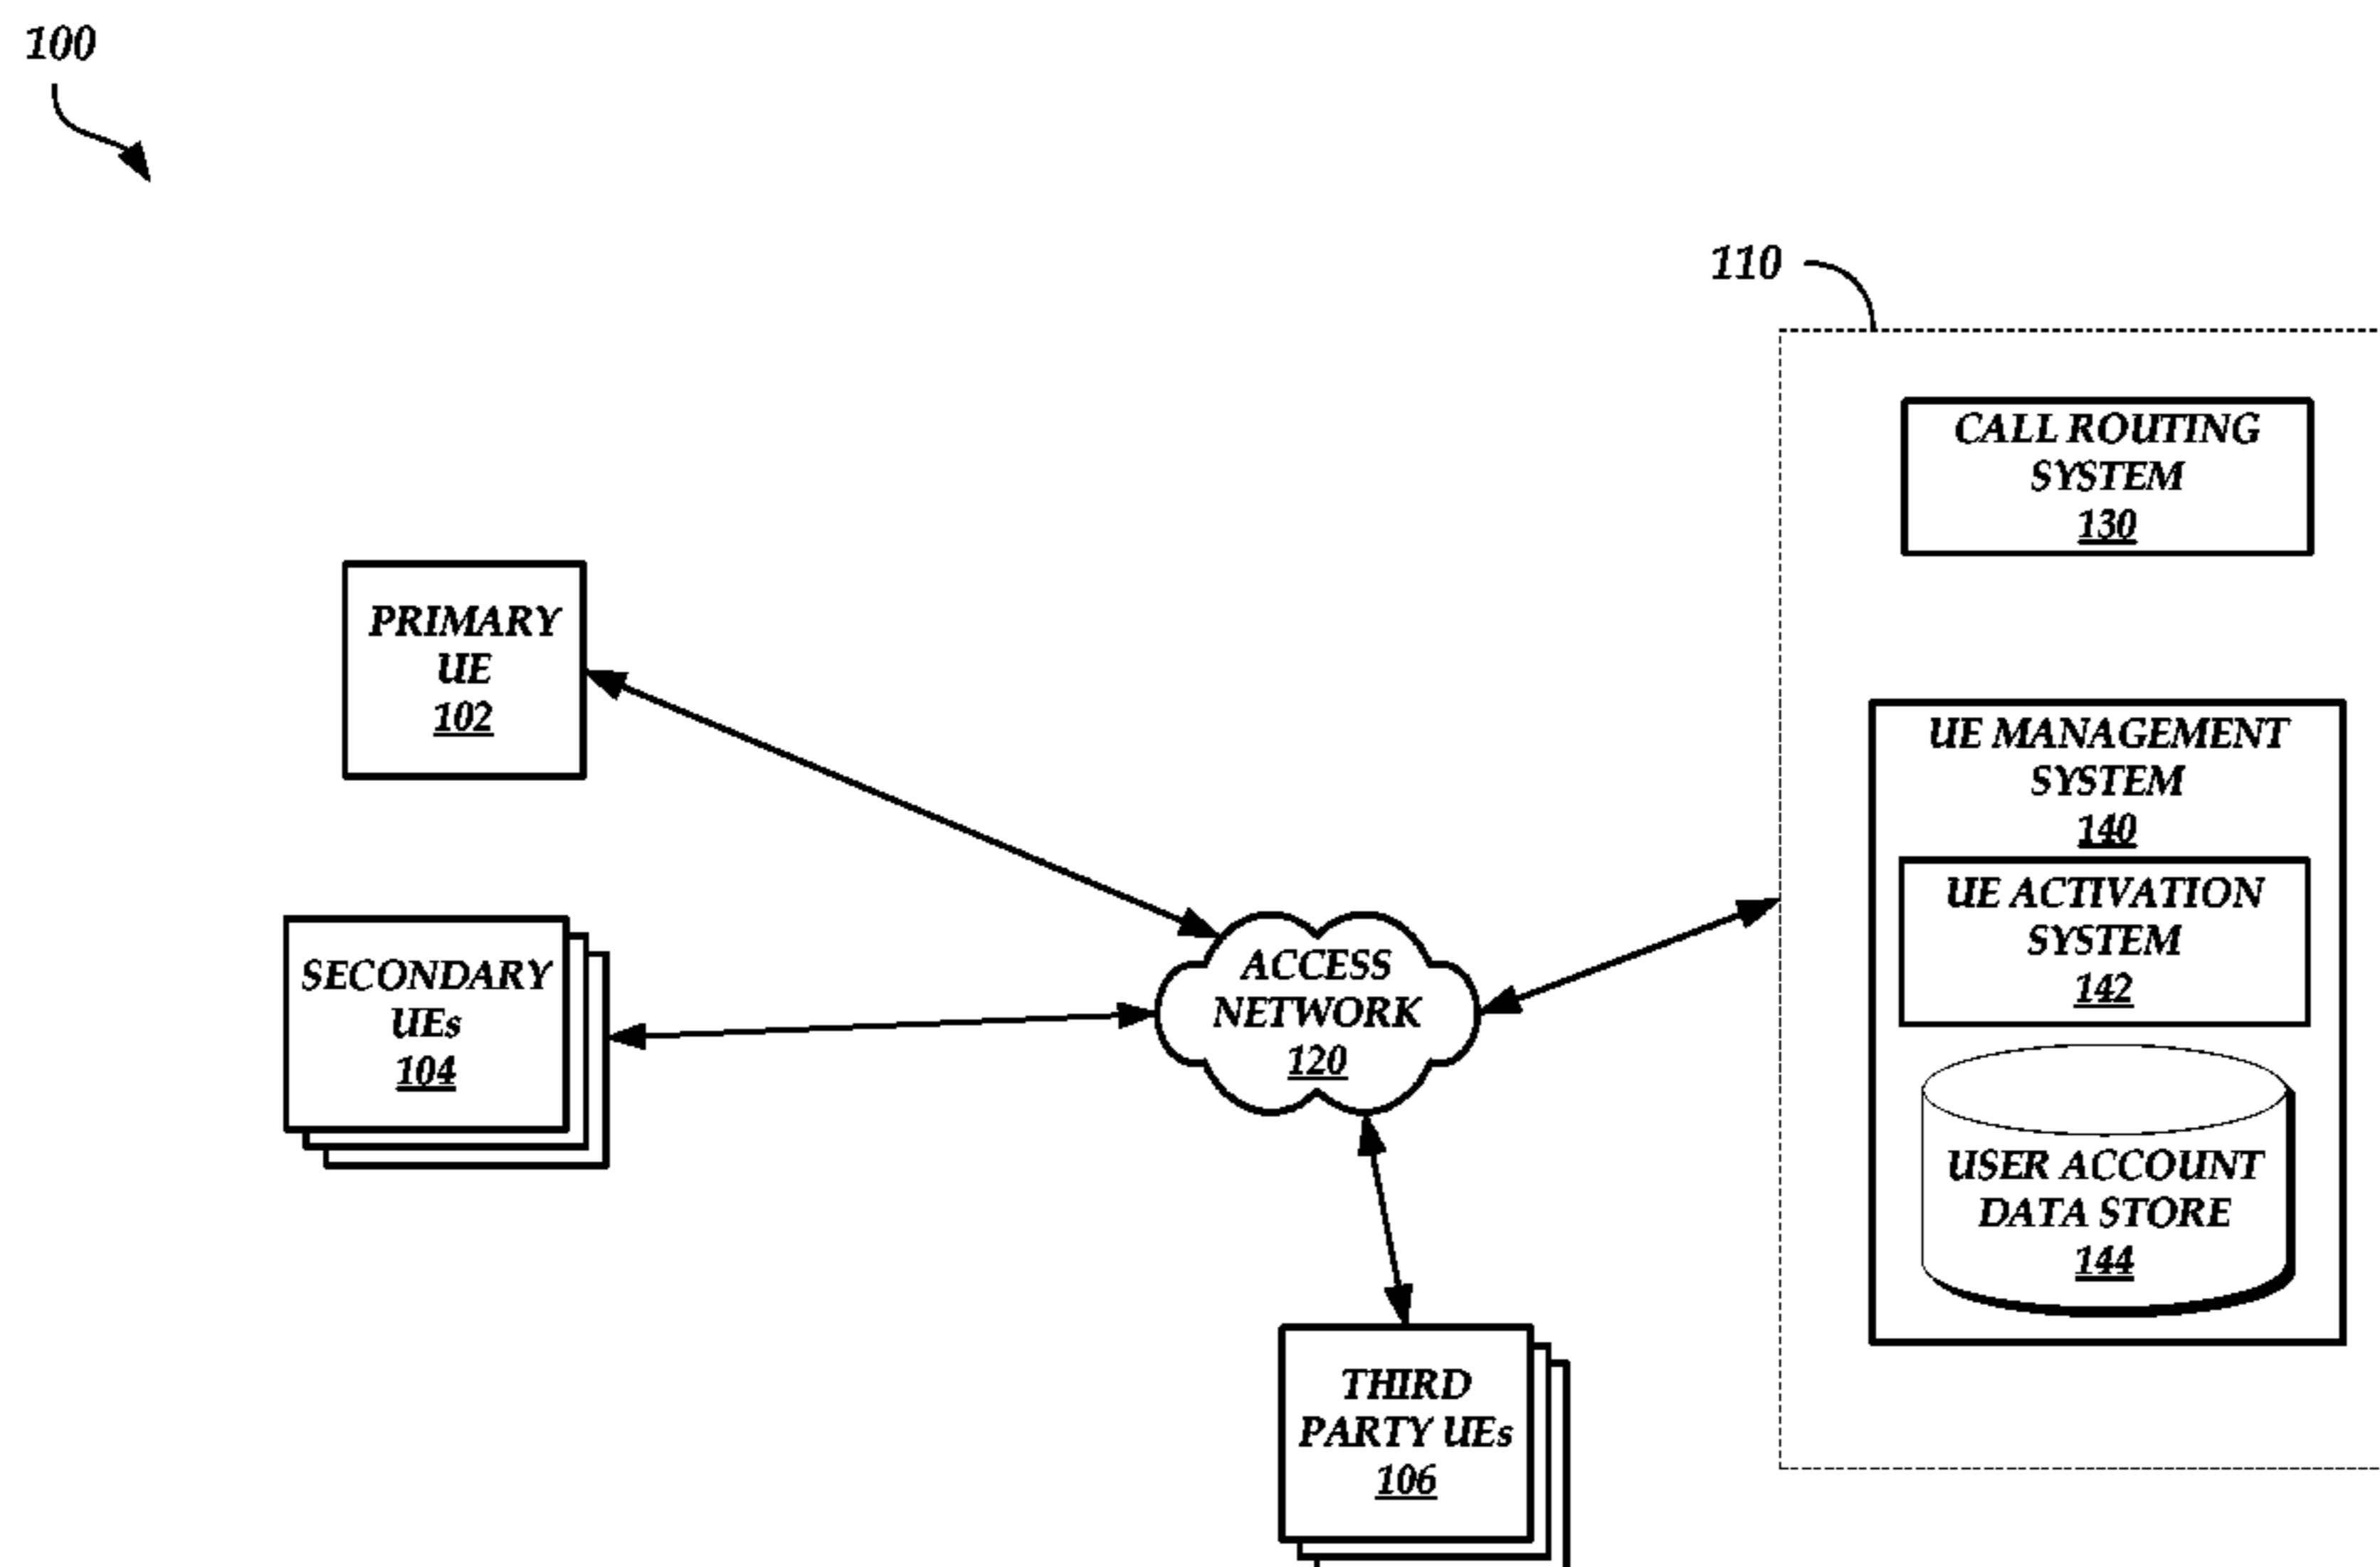 100
110
CALL ROUTING
SYSTEM
130
PRIMARY
UE
102
UE MANAGEMENT
SYSTEM
140
UE ACTIVATION
SYSTEM
142
SECONDARY
UEs
104
ACCESS
NETWORK
120
USER ACCOUNT
DATA STORE
144
THIRD
PARTY UEs
106